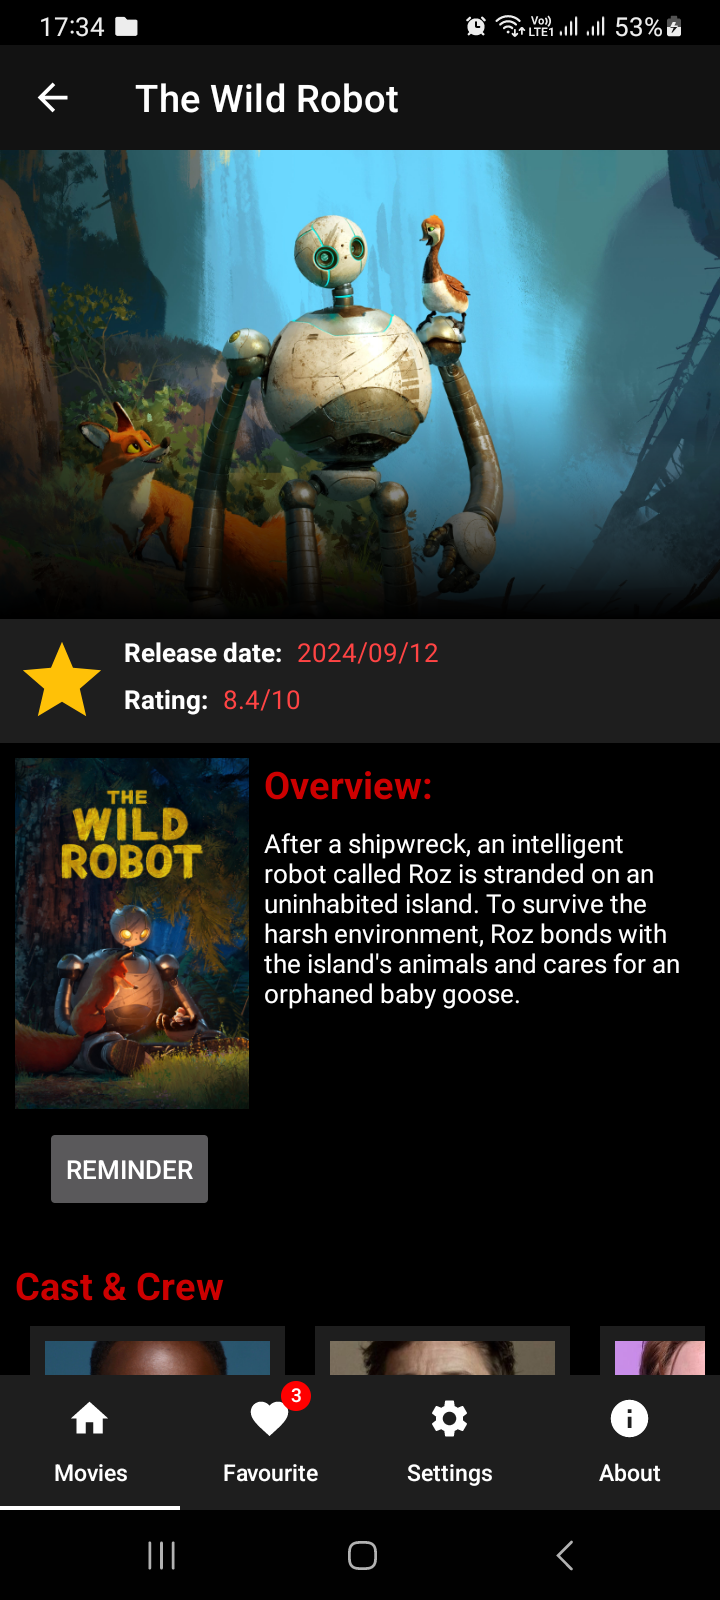 17:34
Vo))
LTE1
53%
The Wild Robot
Release date: 2024/09/12
Rating: 8.4/10
THE
WILD
ROBOT
Overview:
After a shipwreck, an intelligent
robot called Roz is stranded on an
uninhabited island. To survive the
harsh environment, Roz bonds with
the island's animals and cares for an
orphaned baby goose.
REMINDER
Cast & Crew
3
Movies
Favourite
Settings
About